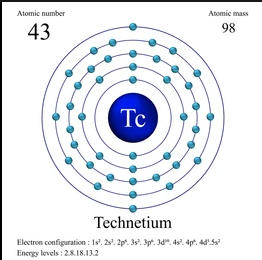 Atomic number
Atomic mass
43
98
Tc
Technetium
Electron configuration : 1s², 2s², 2p⁶, 3s², 3p⁶, 3d¹⁰, 4s², 4p⁶, 4d⁵,5s²
Energy levels : 2.8.18.13.2